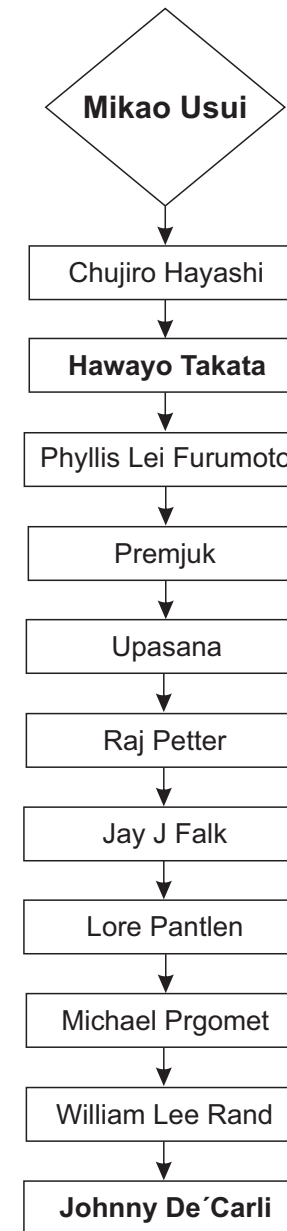 Mikao Usui
Chujiro Hayashi
Hawayo Takata
Phyllis Lei Furumoto
Premjuk
Upasana
Raj Petter
Jay J Falk
Lore Pantlen
Michael Prgomet
William Lee Rand
Johnny De´Carli